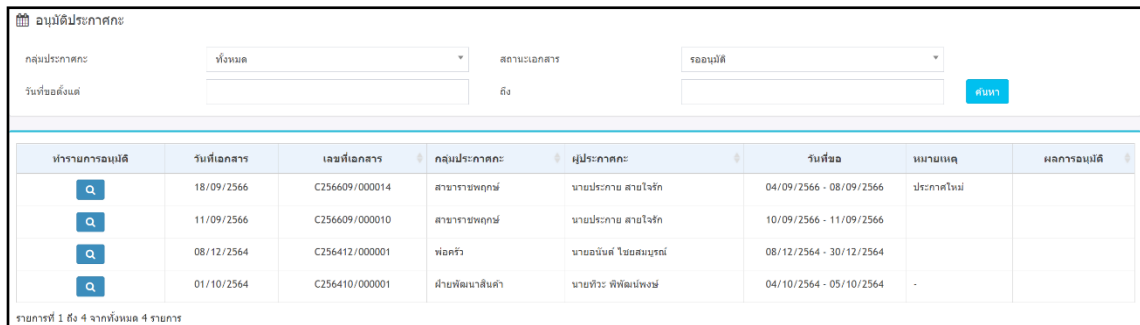 อนุมัติประกาศกะ
กลุ่มประกาศกะ ทั้งหมด สถานะเอกสาร รออนุมัติ
วันที่ขอตั้งแต่ ถึง ค้นหา
ทำรายการอนุมัติ วันที่เอกสาร เลขที่เอกสาร กลุ่มประกาศกะ ผู้ประกาศกะ วันที่ขอ หมายเหตุ ผลการอนุมัติ
18/09/2566 C256609/000014 สาขาราชพฤกษ์ นายประกาย สายใจรัก 04/09/2566 - 08/09/2566 ประกาศใหม่
11/09/2566 C256609/000010 สาขาราชพฤกษ์ นายประกาย สายใจรัก 10/09/2566 - 11/09/2566
08/12/2564 C256412/000001 พ่อครัว นายอนันต์ ไชยสมบูรณ์ 08/12/2564 - 30/12/2564
01/10/2564 C256410/000001 ฝ่ายพัฒนาสินค้า นายทิวะ พิพัฒน์พงษ์ 04/10/2564 - 05/10/2564 -
รายการที่ 1 ถึง 4 จากทั้งหมด 4 รายการ